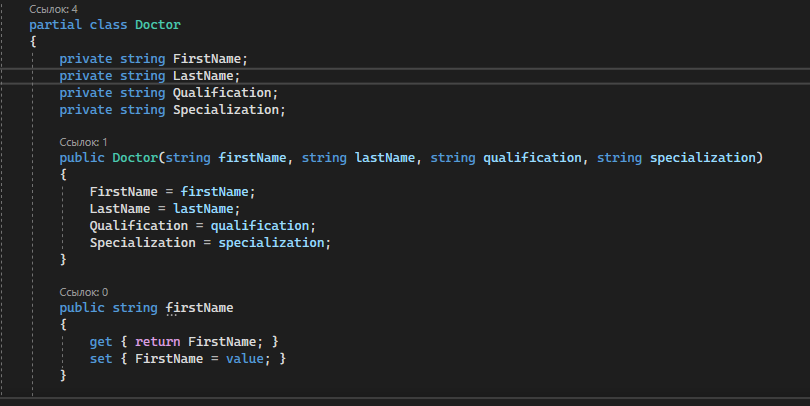 Ссылок: 4
partial class Doctor
{
private string FirstName;
private string LastName;
private string Qualification;
private string Specialization;
Ссылок: 1
public Doctor(string firstName, string lastName, string qualification, string specialization)
{
FirstName = firstName;
LastName = lastName;
Qualification = qualification;
Specialization = specialization;
}
Ссылок: 0
public string firstName
{
get { return FirstName; }
set { FirstName = value; }
}